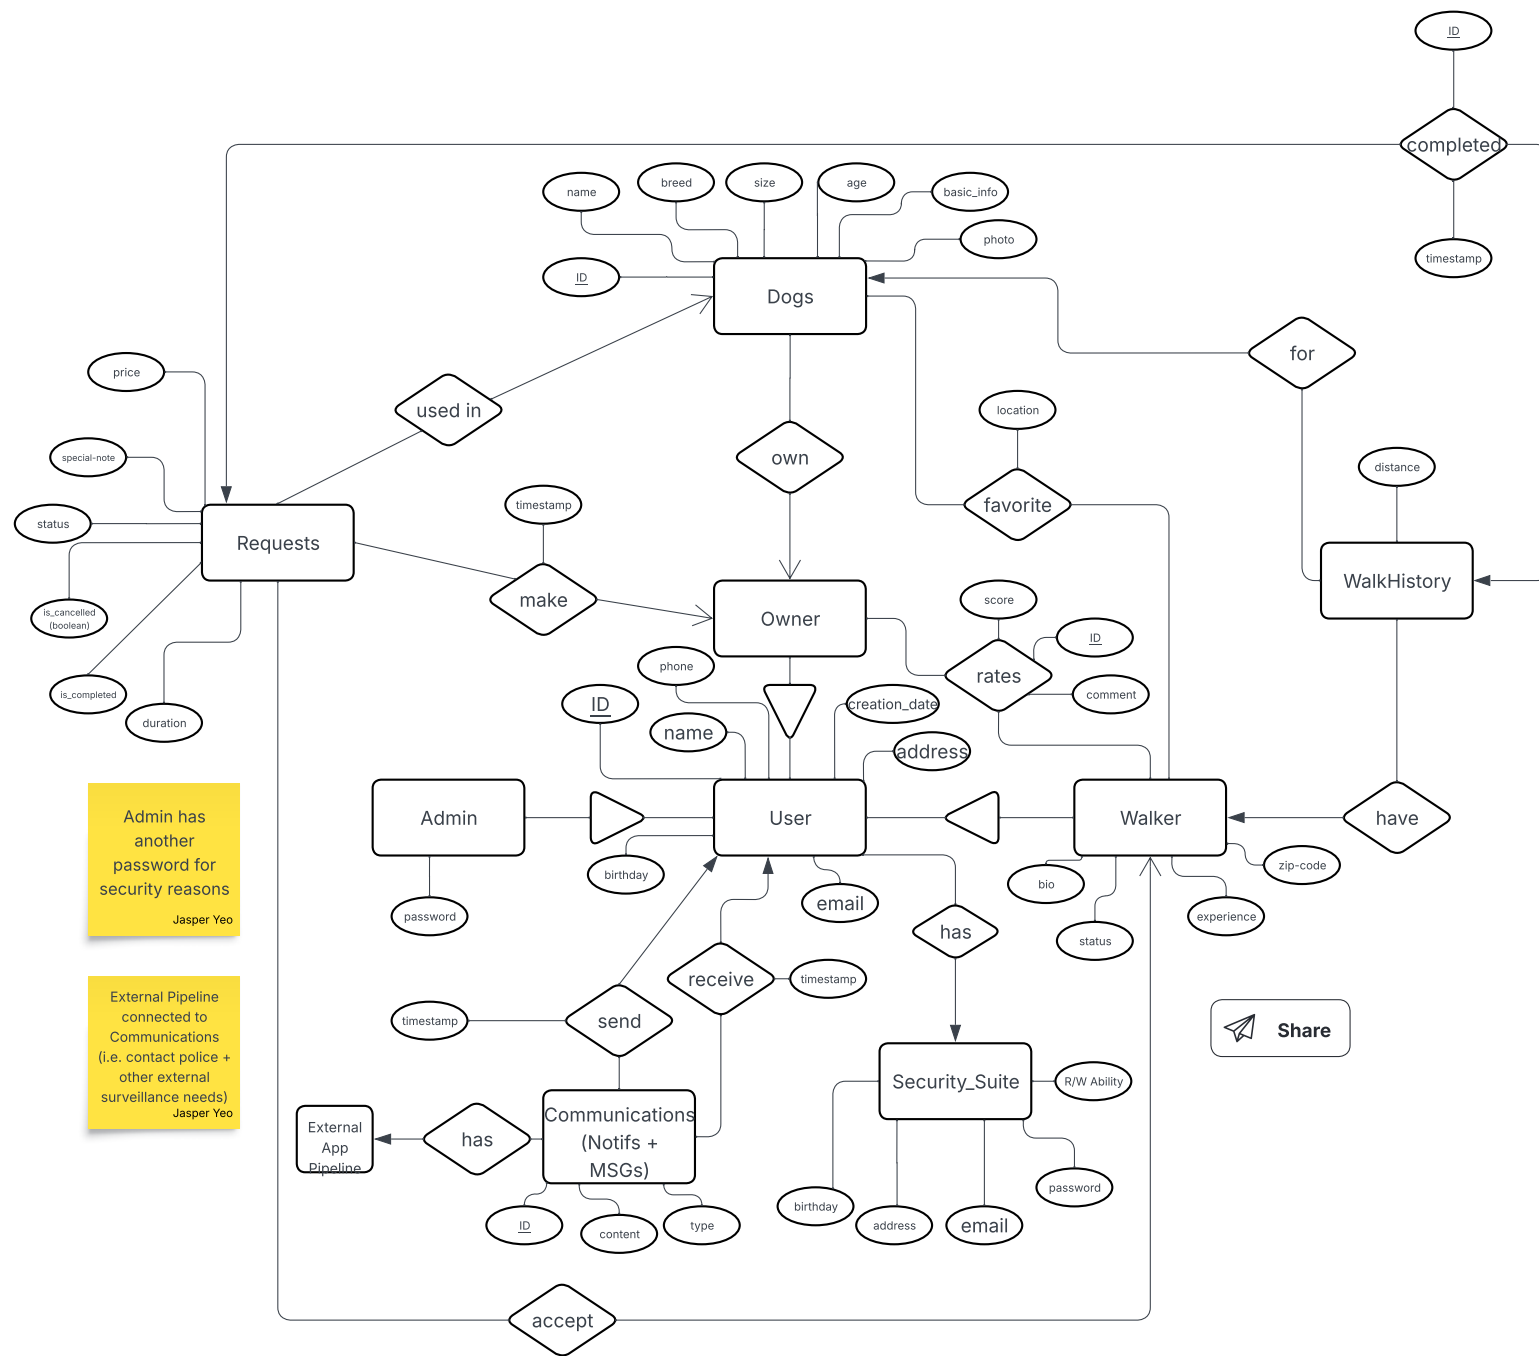 ID
completed
timestamp
name
breed
size
age
basic_info
photo
ID
Dogs
for
price
used in
location
special-note
own
favorite
distance
status
timestamp
Requests
make
WalkHistory
is_cancelled
(boolean)
Owner
score
ID
rates
comment
is_completed
duration
phone
ID
name
creation_date
address
Admin
User
Walker
have
Admin has
another
password for
security reasons
Jasper Yeo
birthday
password
email
has
bio
status
experience
zip-code
receive
timestamp
timestamp
send
External Pipeline
connected to
Communications
(i.e. contact police +
other external
surveillance needs)
Jasper Yeo
Share
Security_Suite
R/W Ability
External
App
Pipeline
has
Communications
(Notifs +
MSGs)
birthday
address
email
password
ID
content
type
accept